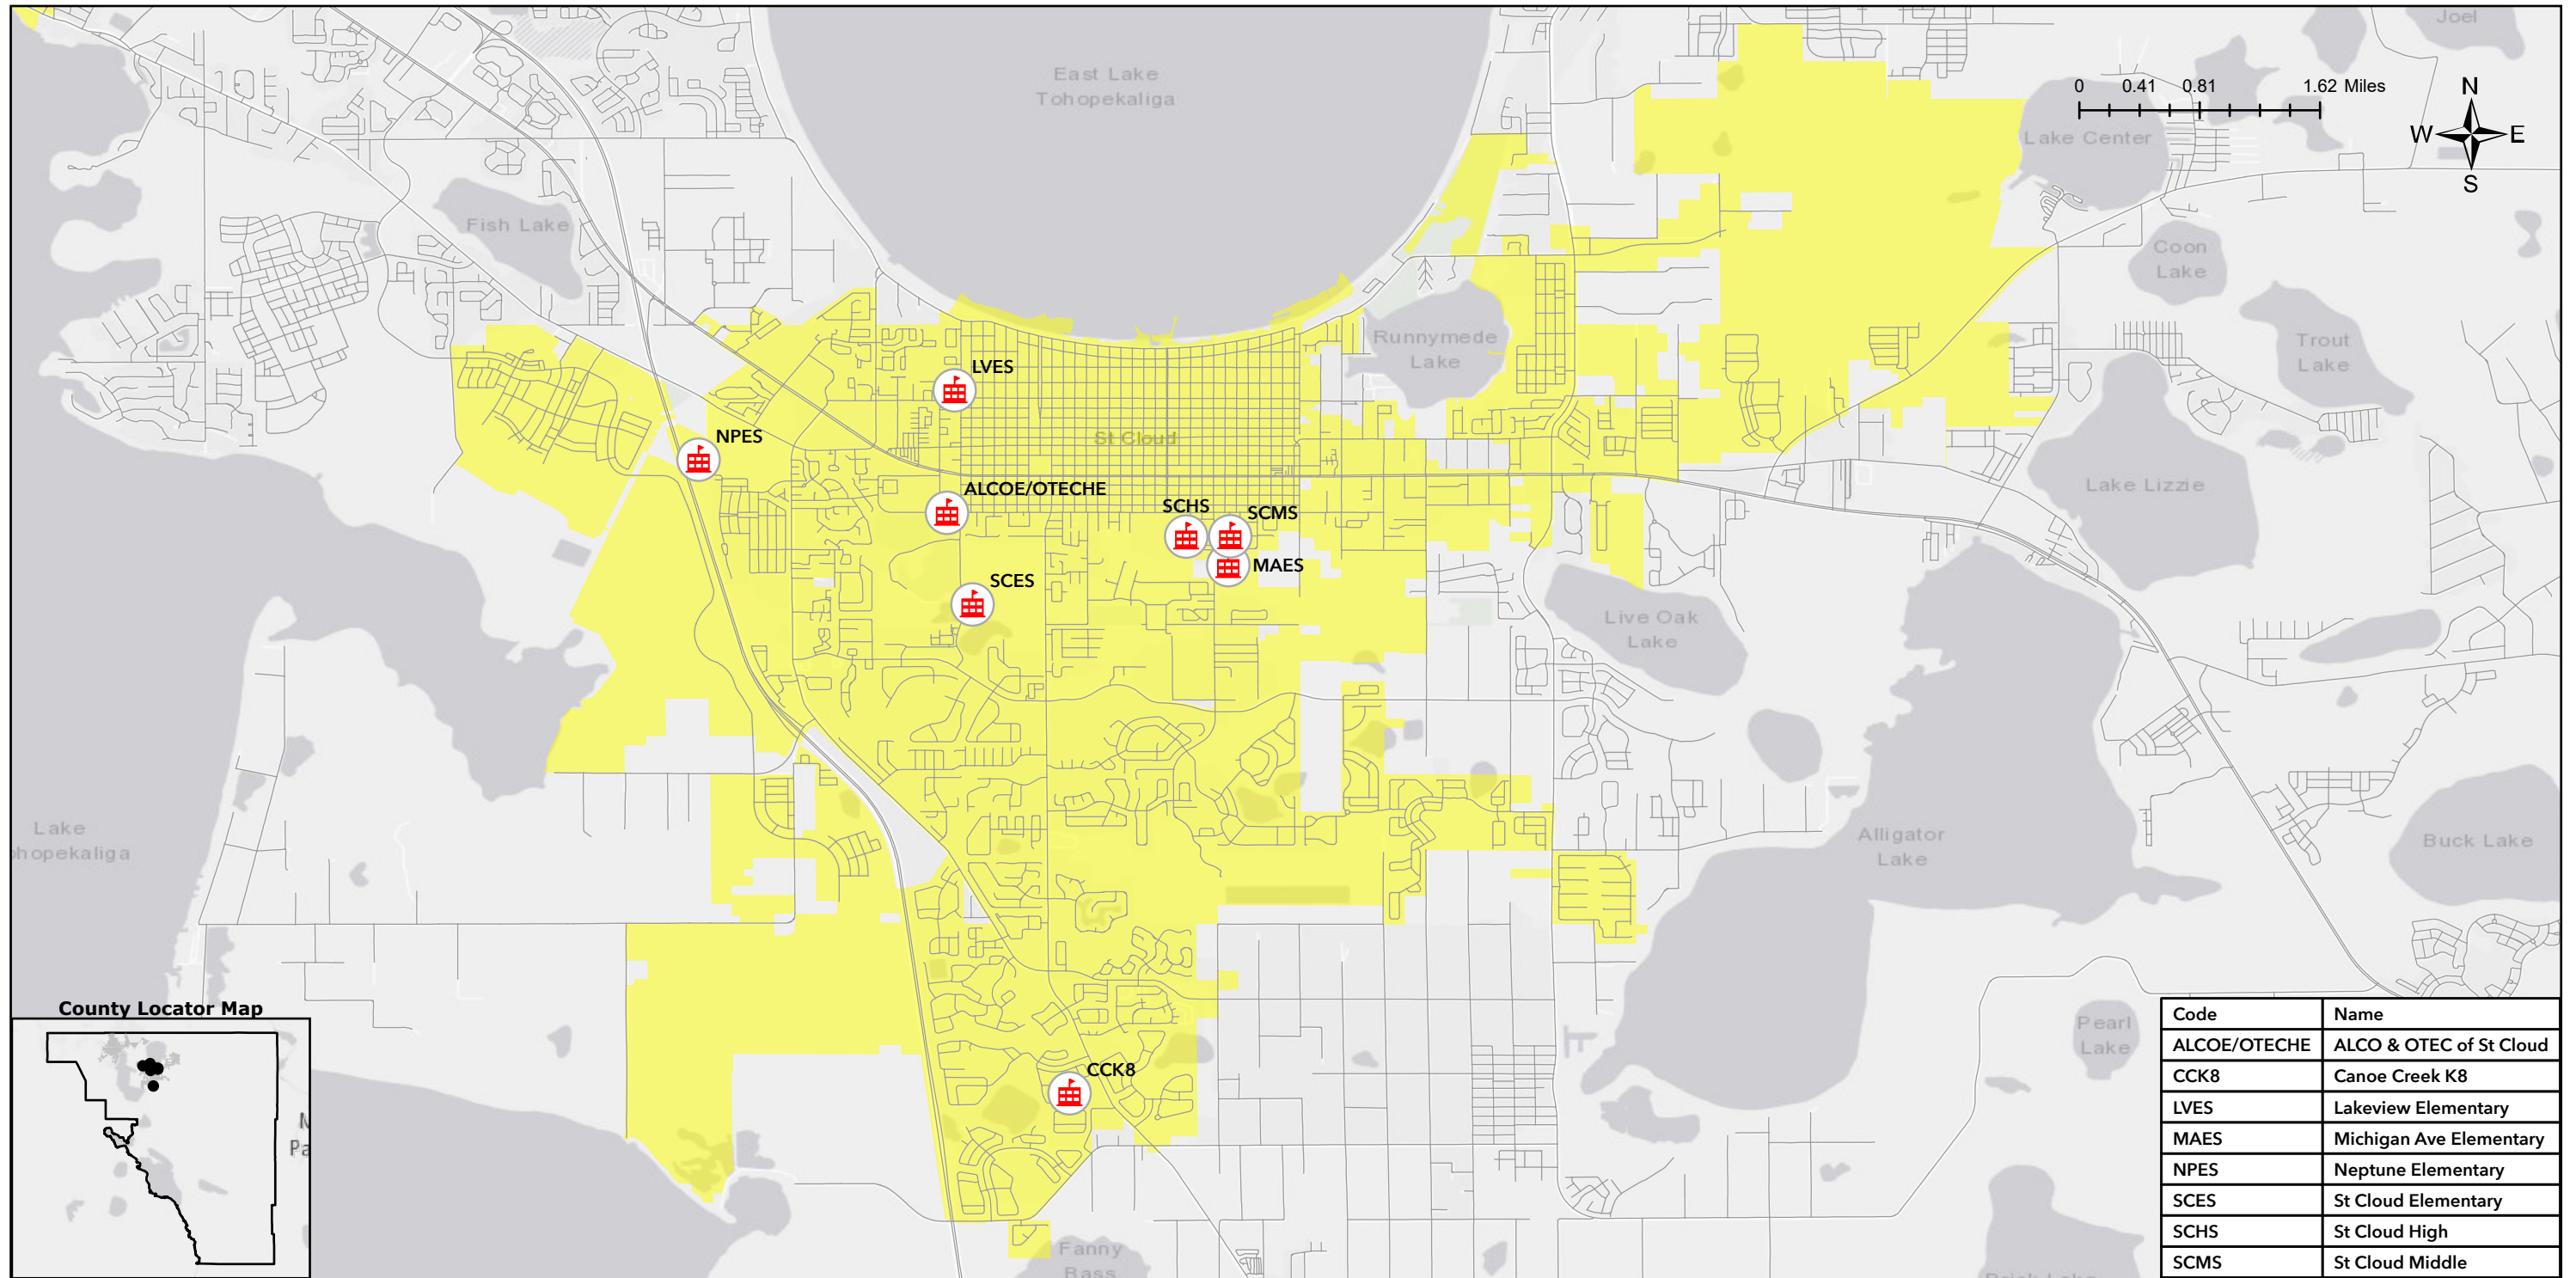 Joel
East Lake
Tohopekaliga
0 0.41 0.81 1.62 Miles
N
W E
S
Lake Center
Fish Lake
Coon
Lake
Runnymede
Lake
Trout
Lake
LVES
St Cloud
NPES
ALCOE/OTECHE
SCHS
SCMS
Lake Lizzie
MAES
SCES
Live Oak
Lake
Lake
ohopekaliga
Alligator
Lake
Buck Lake
County Locator Map
Pearl
Lake
CCK8
Fanny
Bass
Code Name
ALCOE/OTECHE ALCO & OTEC of St Cloud
CCK8 Canoe Creek K8
LVES Lakeview Elementary
MAES Michigan Ave Elementary
NPES Neptune Elementary
SCES St Cloud Elementary
SCHS St Cloud High
SCMS St Cloud Middle